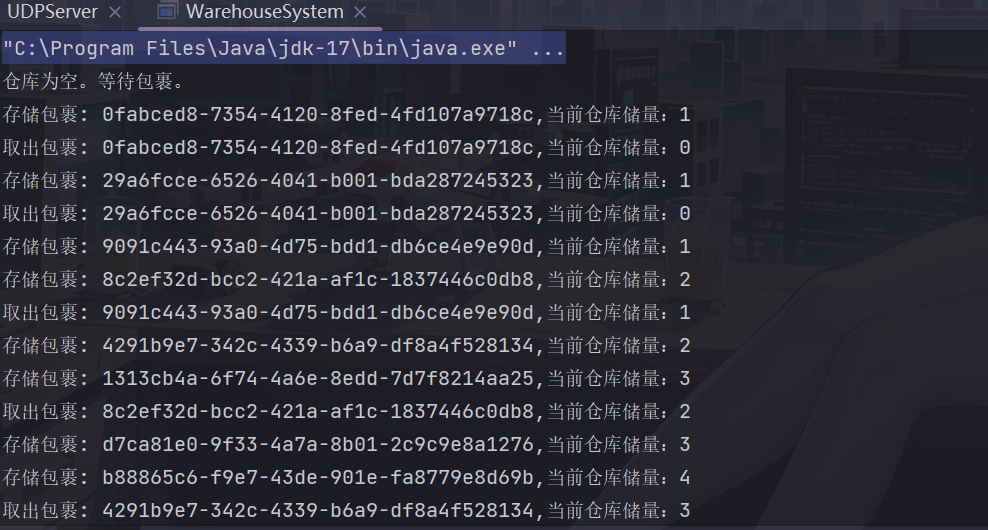 UDPServer × WarehouseSystem ×
"C:\Program Files\Java\jdk-17\bin\java.exe" ...
仓库为空。等待包裹。
存储包裹: 0fabced8-7354-4120-8fed-4fd107a9718c,当前仓库储量：1
取出包裹: 0fabced8-7354-4120-8fed-4fd107a9718c,当前仓库储量：0
存储包裹: 29a6fcce-6526-4041-b001-bda287245323,当前仓库储量：1
取出包裹: 29a6fcce-6526-4041-b001-bda287245323,当前仓库储量：0
存储包裹: 9091c443-93a0-4d75-bdd1-db6ce4e9e90d,当前仓库储量：1
存储包裹: 8c2ef32d-bcc2-421a-af1c-1837446c0db8,当前仓库储量：2
取出包裹: 9091c443-93a0-4d75-bdd1-db6ce4e9e90d,当前仓库储量：1
存储包裹: 4291b9e7-342c-4339-b6a9-df8a4f528134,当前仓库储量：2
存储包裹: 1313cb4a-6f74-4a6e-8edd-7d7f8214aa25,当前仓库储量：3
取出包裹: 8c2ef32d-bcc2-421a-af1c-1837446c0db8,当前仓库储量：2
存储包裹: d7ca81e0-9f33-4a7a-8b01-2c9c9e8a1276,当前仓库储量：3
存储包裹: b88865c6-f9e7-43de-901e-fa8779e8d69b,当前仓库储量：4
取出包裹: 4291b9e7-342c-4339-b6a9-df8a4f528134,当前仓库储量：3